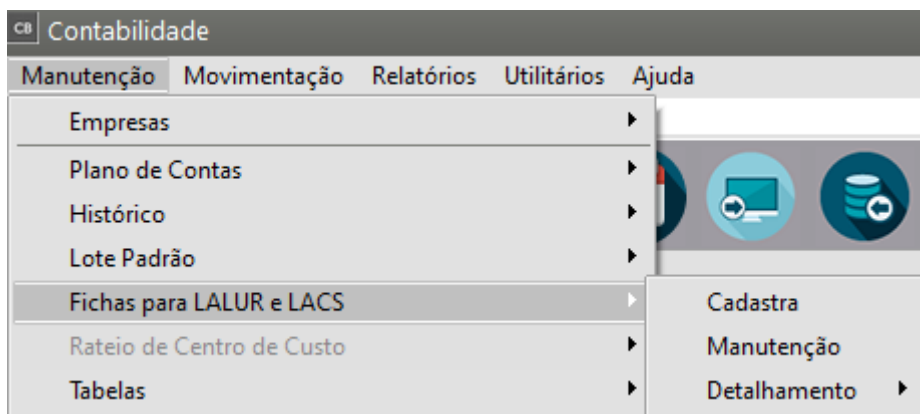 CB Contabilidade
Manutenção Movimentação Relatórios Utilitários Ajuda
Empresas
Plano de Contas
Histórico
Lote Padrão
Fichas para LALUR e LACS
Cadastra
Rateio de Centro de Custo
Manutenção
Tabelas
Detalhamento